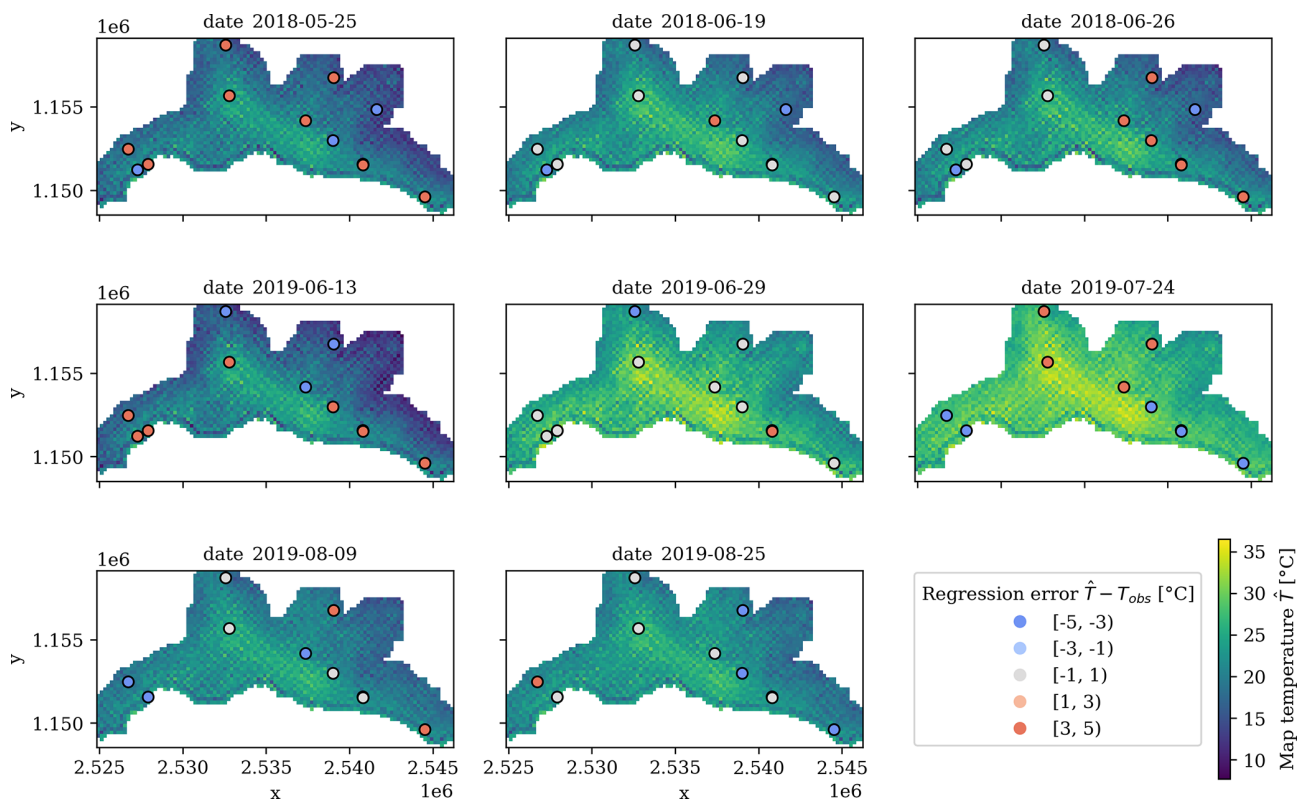 1e6 date 2018-05-25 date 2018-06-19 date 2018-06-26
1.155
y
1.150
1e6 date 2019-06-13 date 2019-06-29 date 2019-07-24
1.155
y
1.150
1e6 date 2019-08-09 date 2019-08-25
1.155
y
1.150
2.525 2.530 2.535 2.540 2.545 2.525 2.530 2.535 2.540 2.545
x 1e6 x 1e6
Regression error T̂ − T_obs [°C]
[-5, -3)
[-3, -1)
[-1, 1)
[1, 3)
[3, 5)
35
30
25
20
15
10
Map temperature T̂ [°C]